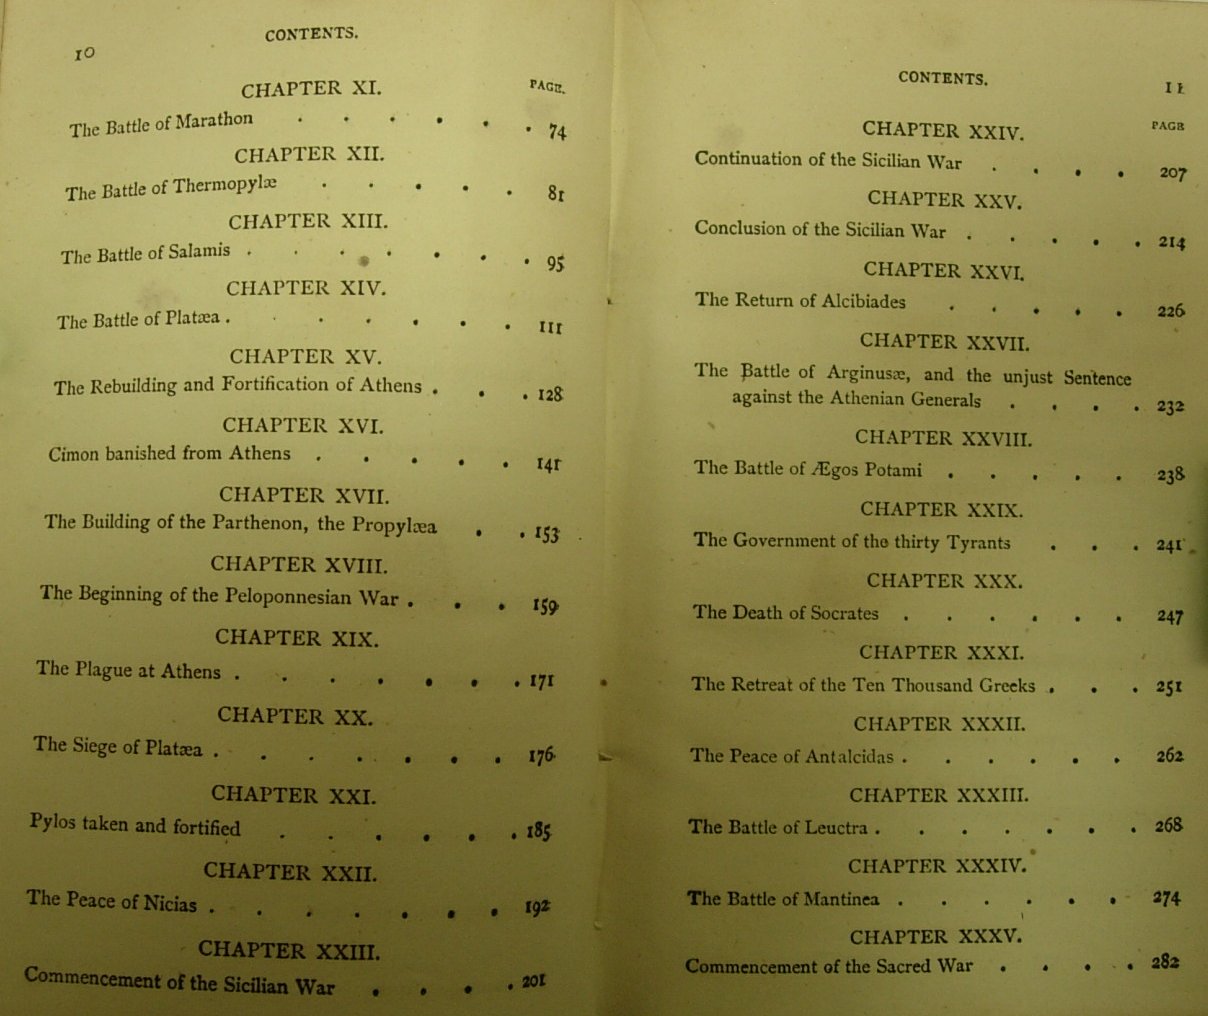 10
CONTENTS.
PAGE.
CHAPTER XI.
The Battle of Marathon . . . . . . 74
CHAPTER XII.
The Battle of Thermopylæ . . . . . 81
CHAPTER XIII.
The Battle of Salamis . . . . . . . 95
CHAPTER XIV.
The Battle of Platæa . . . . . . . 111
CHAPTER XV.
The Rebuilding and Fortification of Athens . . . 128
CHAPTER XVI.
Cimon banished from Athens . . . . . 141
CHAPTER XVII.
The Building of the Parthenon, the Propylæa . . 153
CHAPTER XVIII.
The Beginning of the Peloponnesian War . . . 159
CHAPTER XIX.
The Plague at Athens . . . . . . . 171
CHAPTER XX.
The Siege of Platæa . . . . . . . 176
CHAPTER XXI.
Pylos taken and fortified . . . . . . 185
CHAPTER XXII.
The Peace of Nicias . . . . . . . 192
CHAPTER XXIII.
Commencement of the Sicilian War . . . . 201
CONTENTS.
11
PAGE
CHAPTER XXIV.
Continuation of the Sicilian War . . . . 207
CHAPTER XXV.
Conclusion of the Sicilian War . . . . . 214
CHAPTER XXVI.
The Return of Alcibiades . . . . . 226
CHAPTER XXVII.
The Battle of Arginusæ, and the unjust Sentence
against the Athenian Generals . . . . 232
CHAPTER XXVIII.
The Battle of Ægos Potami . . . . . 238
CHAPTER XXIX.
The Government of the thirty Tyrants . . . 241
CHAPTER XXX.
The Death of Socrates . . . . . . 247
CHAPTER XXXI.
The Retreat of the Ten Thousand Greeks . . . 251
CHAPTER XXXII.
The Peace of Antalcidas . . . . . . 262
CHAPTER XXXIII.
The Battle of Leuctra . . . . . . . 268
CHAPTER XXXIV.
The Battle of Mantinea . . . . . . 274
CHAPTER XXXV.
Commencement of the Sacred War . . . . 282